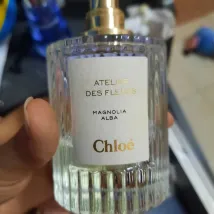 ATELIER
DES FLEURS
MAGNOLIA
ALBA
Chloé